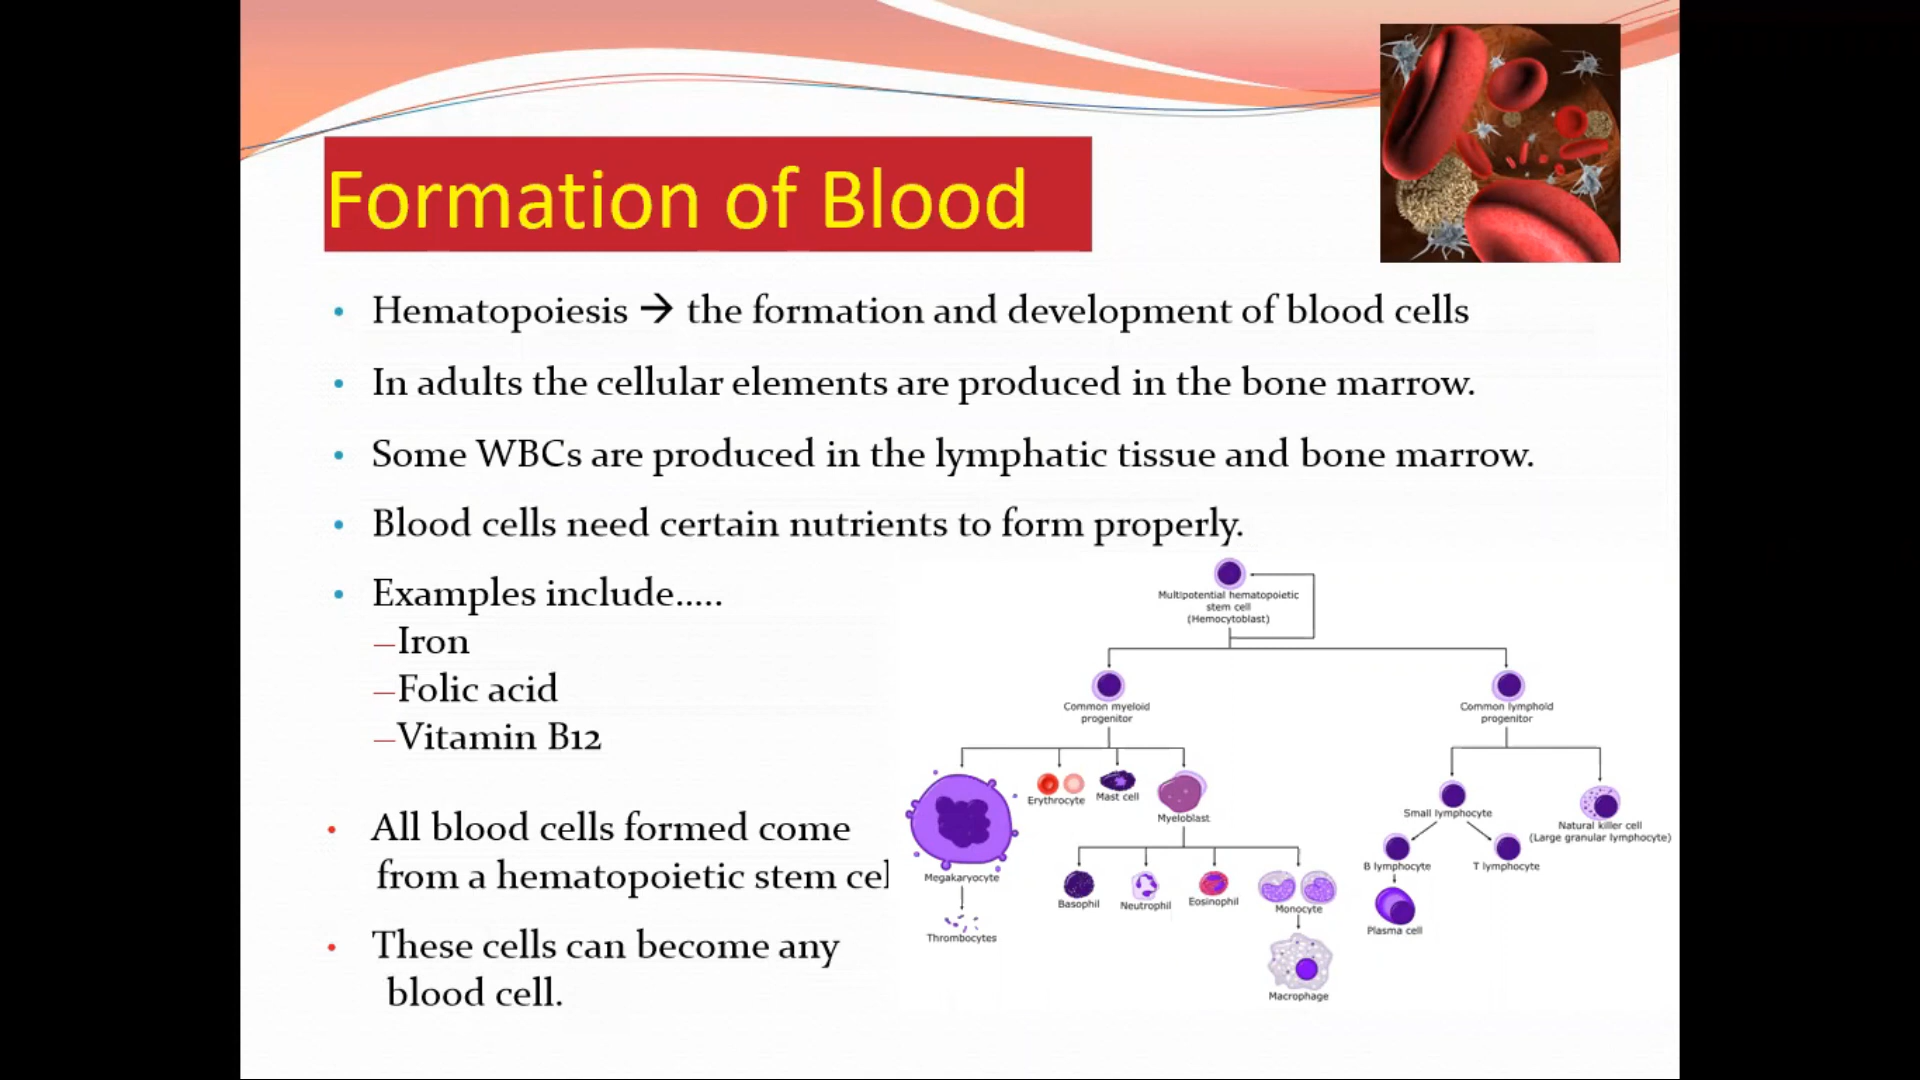 Formation of Blood
• Hematopoiesis → the formation and development of blood cells
• In adults the cellular elements are produced in the bone marrow.
• Some WBCs are produced in the lymphatic tissue and bone marrow.
• Blood cells need certain nutrients to form properly.
• Examples include.....
–Iron
–Folic acid
–Vitamin B12
• All blood cells formed come
from a hematopoietic stem cel
• These cells can become any
blood cell.
Multipotential hematopoietic
stem cell
(Hemocytoblast)
Common myeloid
progenitor
Common lymphoid
progenitor
Megakaryocyte
Erythrocyte
Mast cell
Myeloblast
Small lymphocyte
Natural killer cell
(Large granular lymphocyte)
Thrombocytes
Basophil
Neutrophil
Eosinophil
Monocyte
B lymphocyte
T lymphocyte
Plasma cell
Macrophage